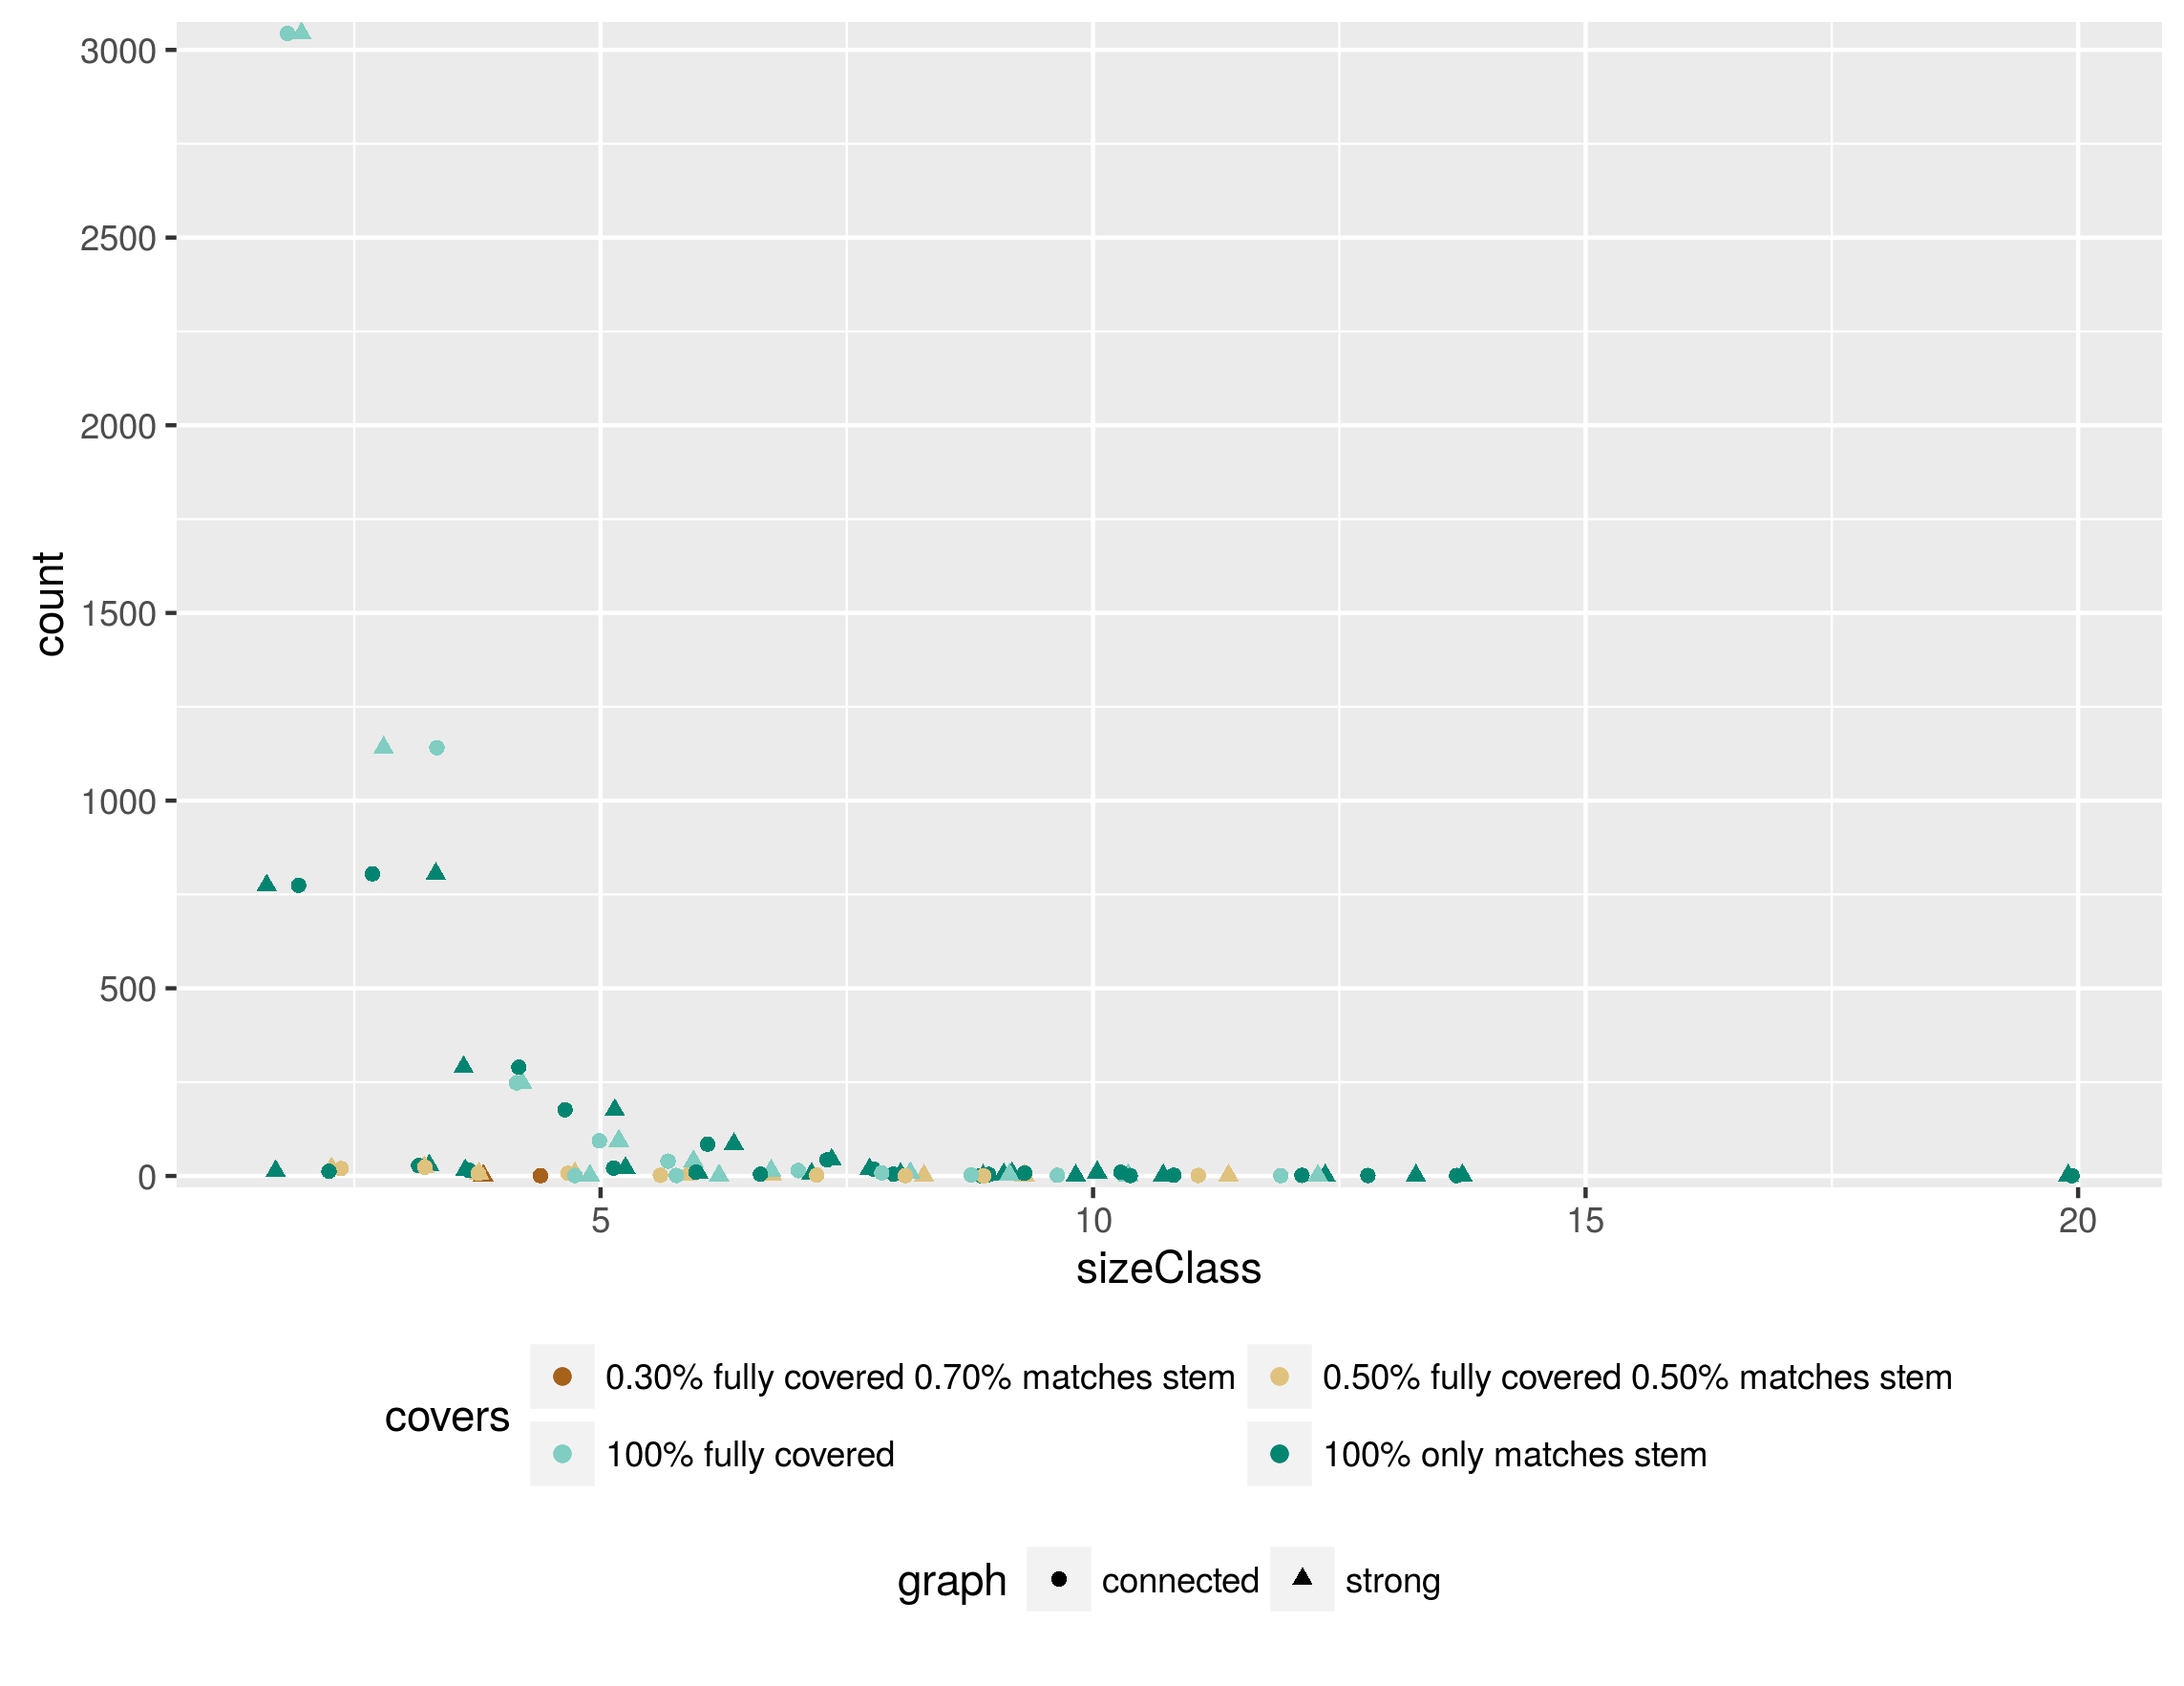 3000
2500
2000
1500
1000
500
0
count
5 10 15 20
sizeClass
covers
0.30% fully covered 0.70% matches stem 0.50% fully covered 0.50% matches stem
100% fully covered 100% only matches stem
graph connected strong